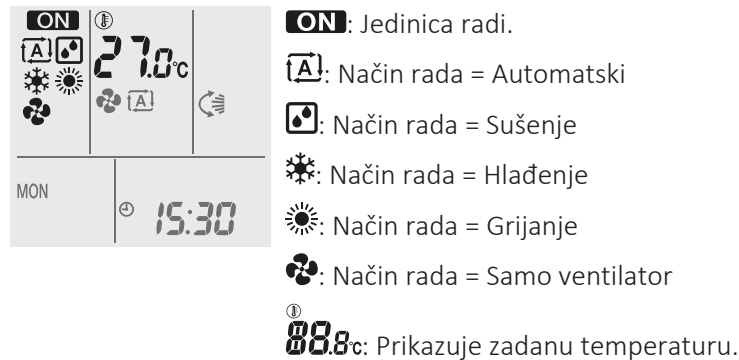 ON
A
27.0°C
A
MON
15:30
ON: Jedinica radi.
A: Način rada = Automatski
: Način rada = Sušenje
: Način rada = Hlađenje
: Način rada = Grijanje
: Način rada = Samo ventilator
88.8°C: Prikazuje zadanu temperaturu.